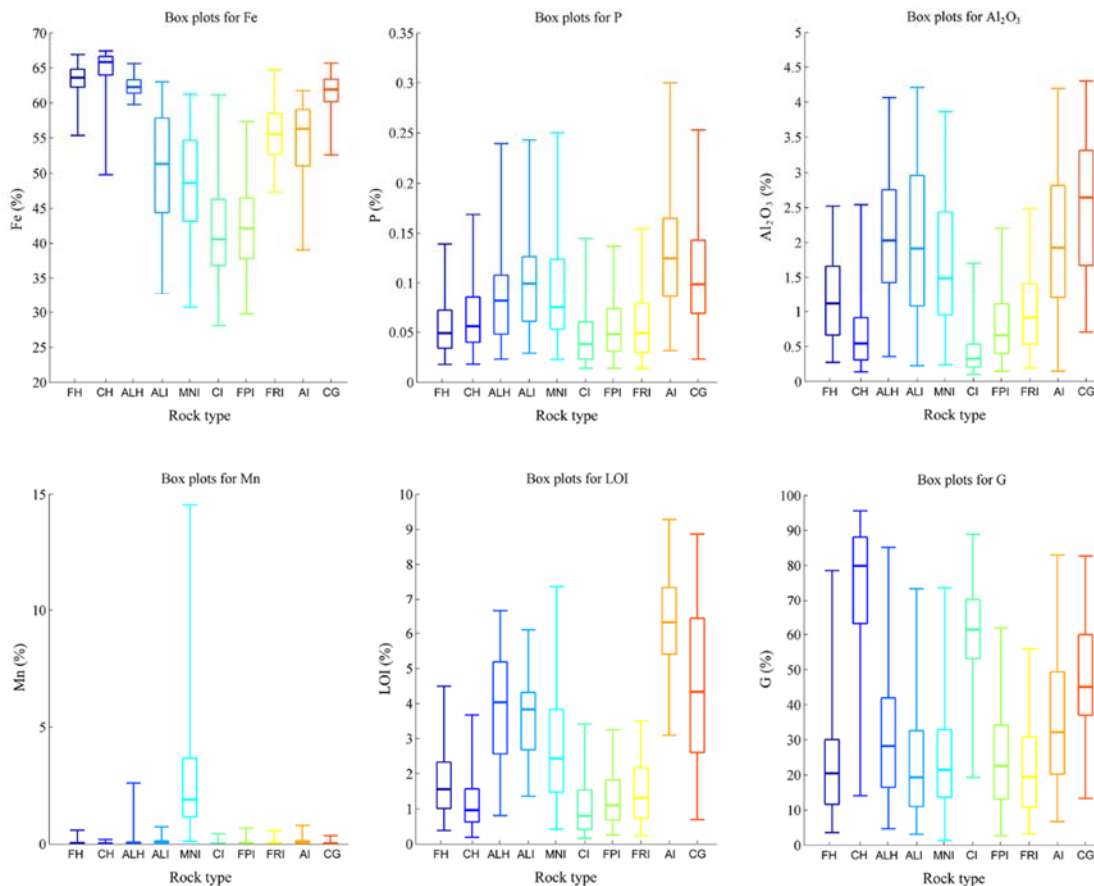 Box plots for Fe
70
65
60
55
50
45
40
35
30
25
20
Fe (%)
FH CH ALH ALI MNI CI FPI FRI AI CG
Rock type
Box plots for P
0.35
0.3
0.25
0.2
0.15
0.1
0.05
0
P (%)
FH CH ALH ALI MNI CI FPI FRI AI CG
Rock type
Box plots for Al₂O₃
5
4.5
4
3.5
3
2.5
2
1.5
1
0.5
0
Al₂O₃ (%)
FH CH ALH ALI MNI CI FPI FRI AI CG
Rock type
Box plots for Mn
15
10
5
0
Mn (%)
FH CH ALH ALI MNI CI FPI FRI AI CG
Rock type
Box plots for LOI
10
9
8
7
6
5
4
3
2
1
0
LOI (%)
FH CH ALH ALI MNI CI FPI FRI AI CG
Rock type
Box plots for G
100
90
80
70
60
50
40
30
20
10
0
G (%)
FH CH ALH ALI MNI CI FPI FRI AI CG
Rock type